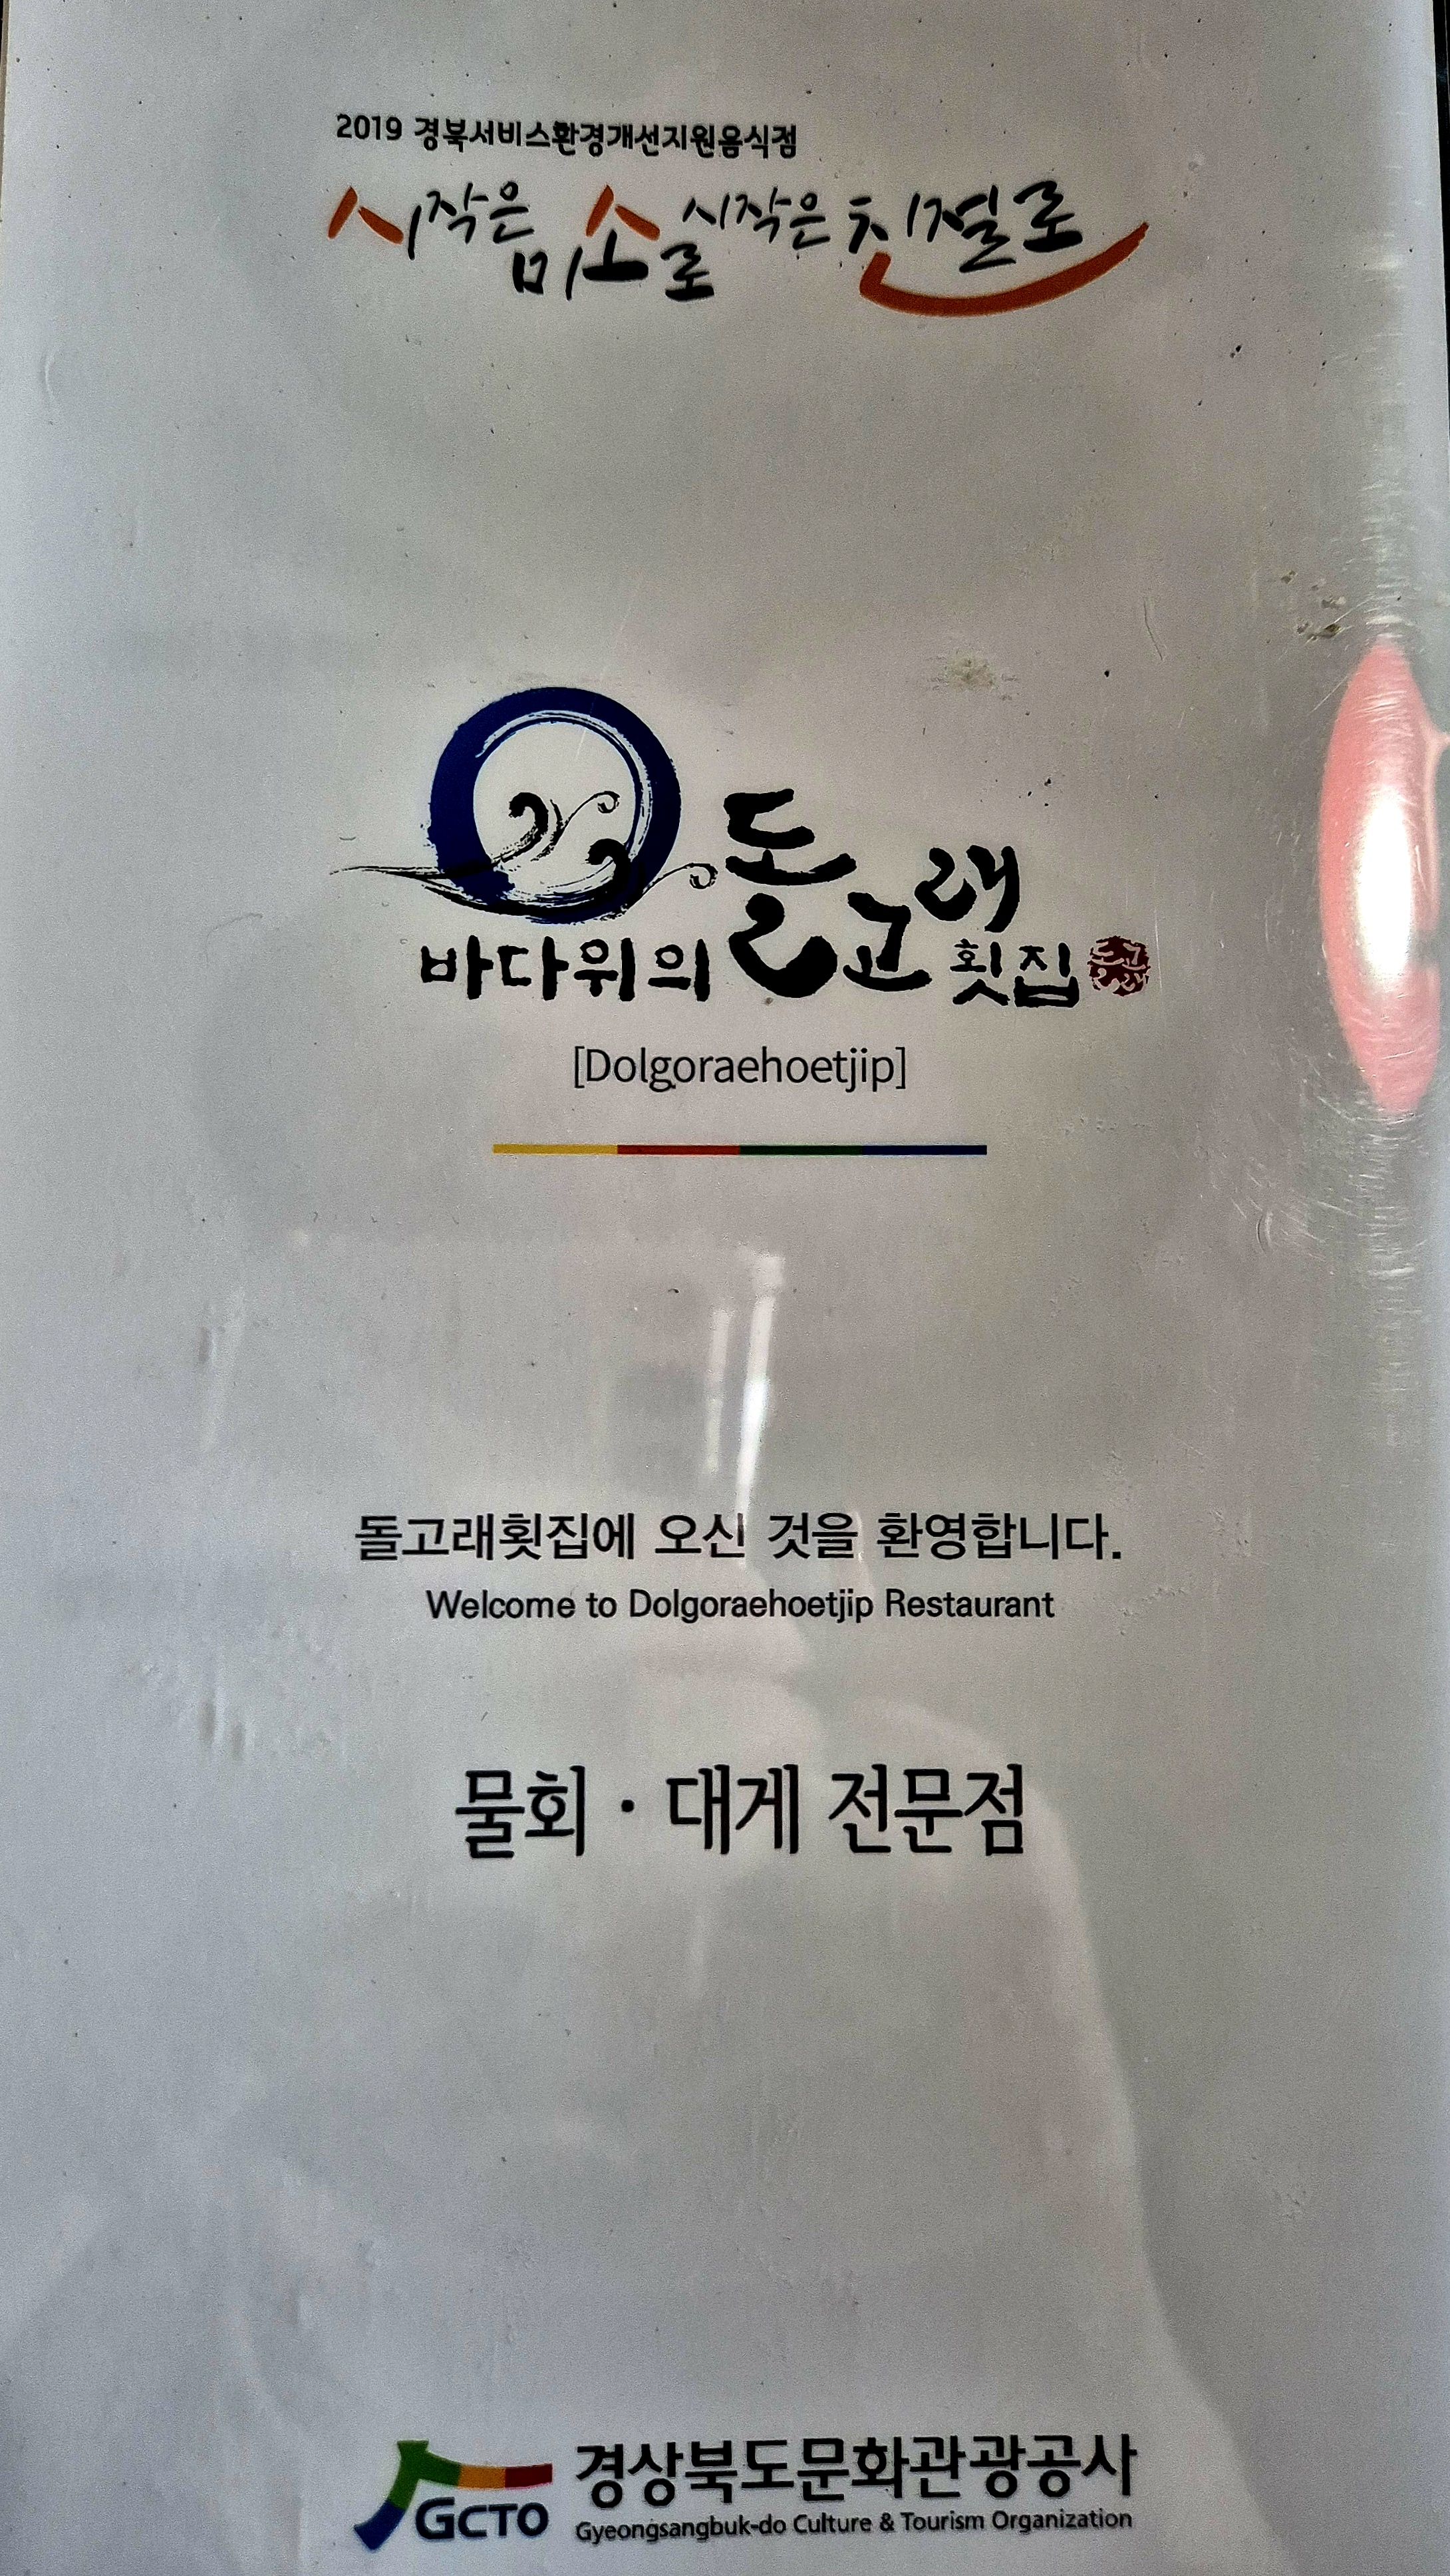 2019 경북서비스환경개선지원음식점
시작은 미소로 시작은 친절로
바다위의 돌고래 횟집
[Dolgoraehoetjip]
돌고래횟집에 오신 것을 환영합니다.
Welcome to Dolgoraehoetjip Restaurant
물회 · 대게 전문점
GCTO 경상북도문화관광공사
Gyeongsangbuk-do Culture & Tourism Organization